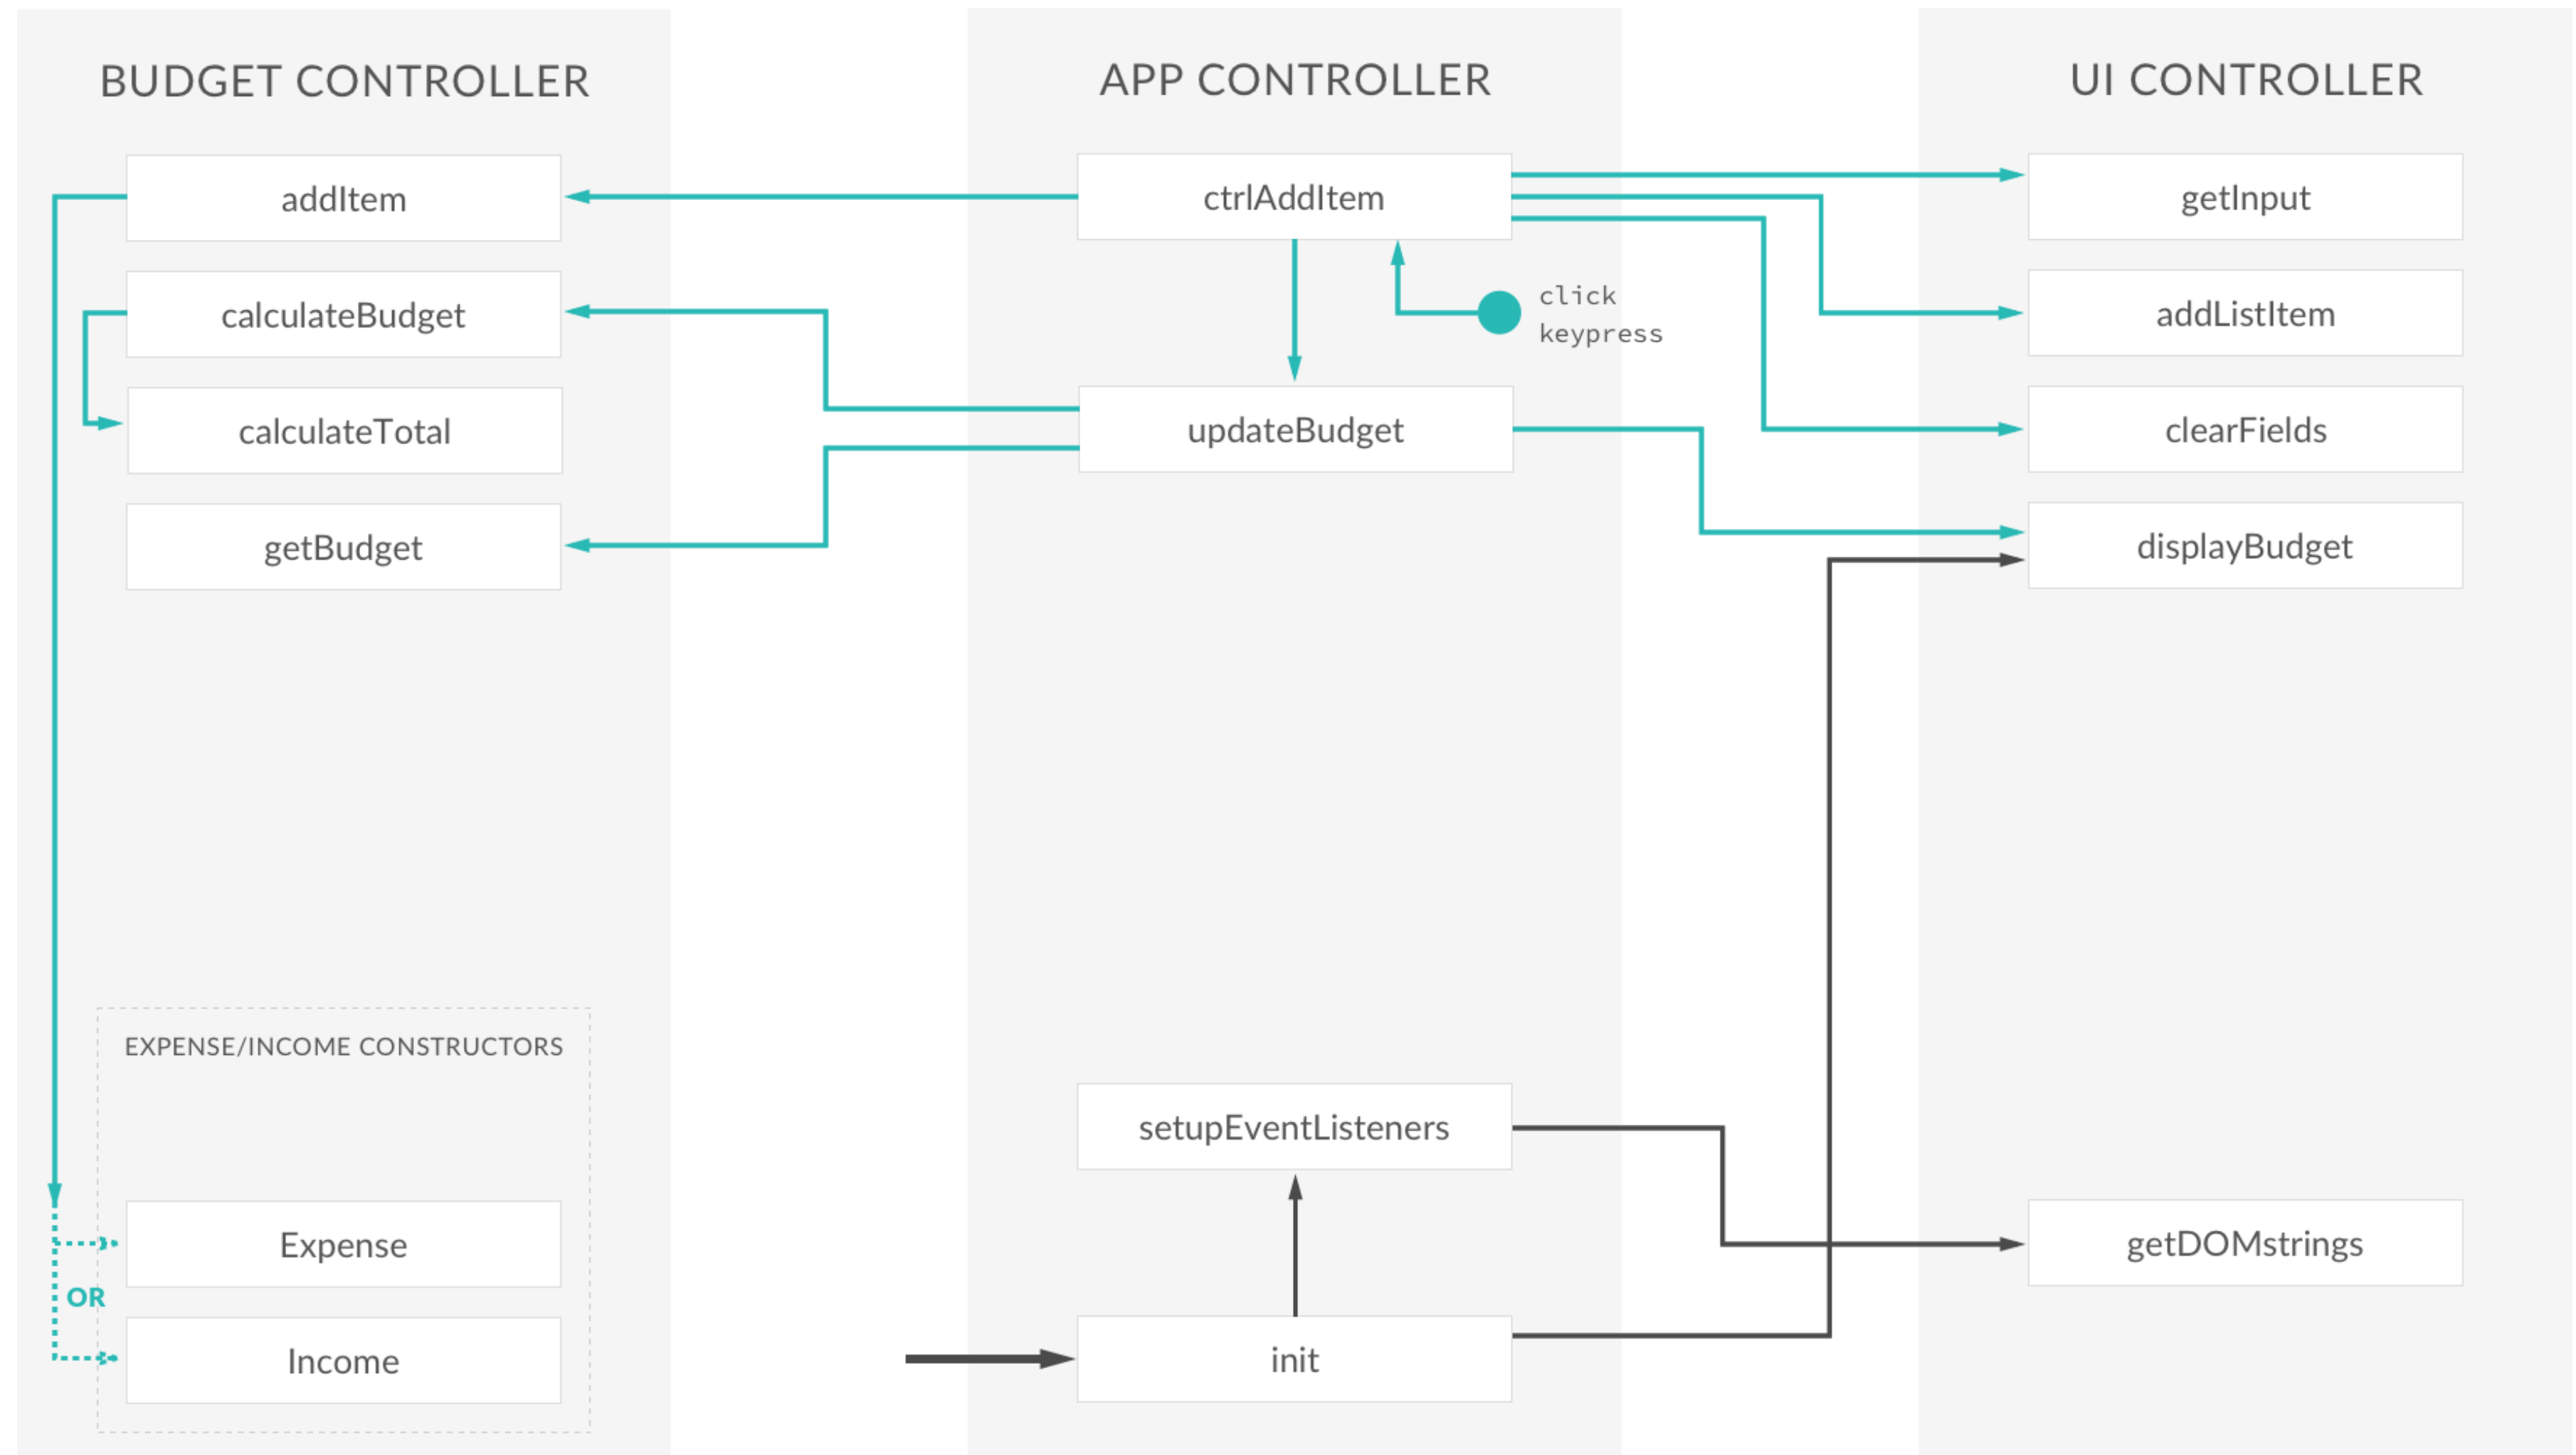 BUDGET CONTROLLER
addItem
calculateBudget
calculateTotal
getBudget
EXPENSE/INCOME CONSTRUCTORS
Expense
OR
Income
APP CONTROLLER
ctrlAddItem
click
keypress
updateBudget
setupEventListeners
init
UI CONTROLLER
getInput
addListItem
clearFields
displayBudget
getDOMstrings